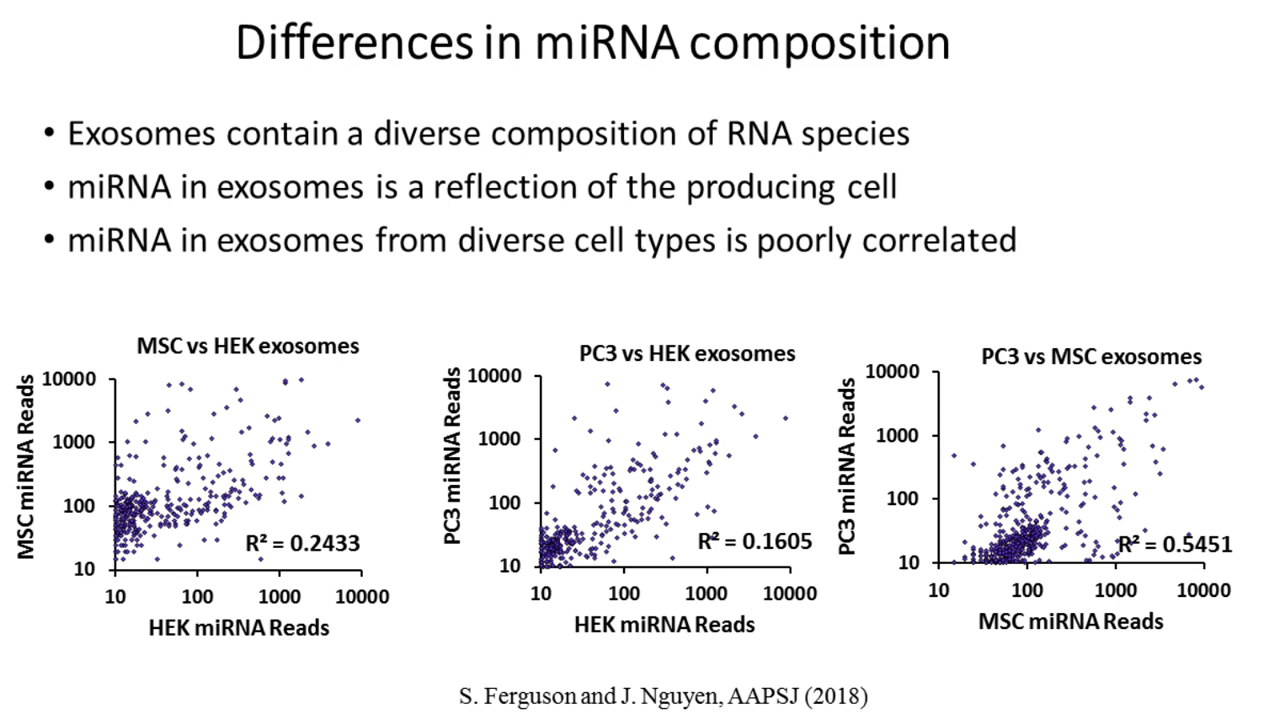 Differences in miRNA composition
• Exosomes contain a diverse composition of RNA species
• miRNA in exosomes is a reflection of the producing cell
• miRNA in exosomes from diverse cell types is poorly correlated
MSC vs HEK exosomes
MSC miRNA Reads
10000
1000
100
10
R² = 0.2433
10 100 1000 10000
HEK miRNA Reads
PC3 vs HEK exosomes
PC3 miRNA Reads
10000
1000
100
10
R² = 0.1605
10 100 1000 10000
HEK miRNA Reads
PC3 vs MSC exosomes
PC3 miRNA Reads
10000
1000
100
10
R² = 0.5451
10 100 1000 10000
MSC miRNA Reads
S. Ferguson and J. Nguyen, AAPSJ (2018)